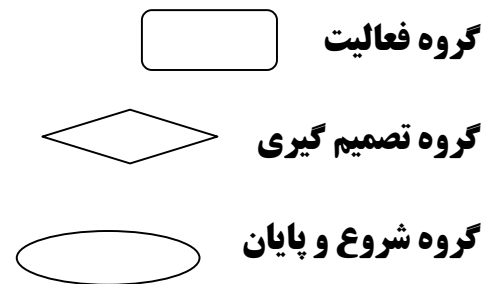 گروه فعالیت
گروه تصمیم گیری
گروه شروع و پایان